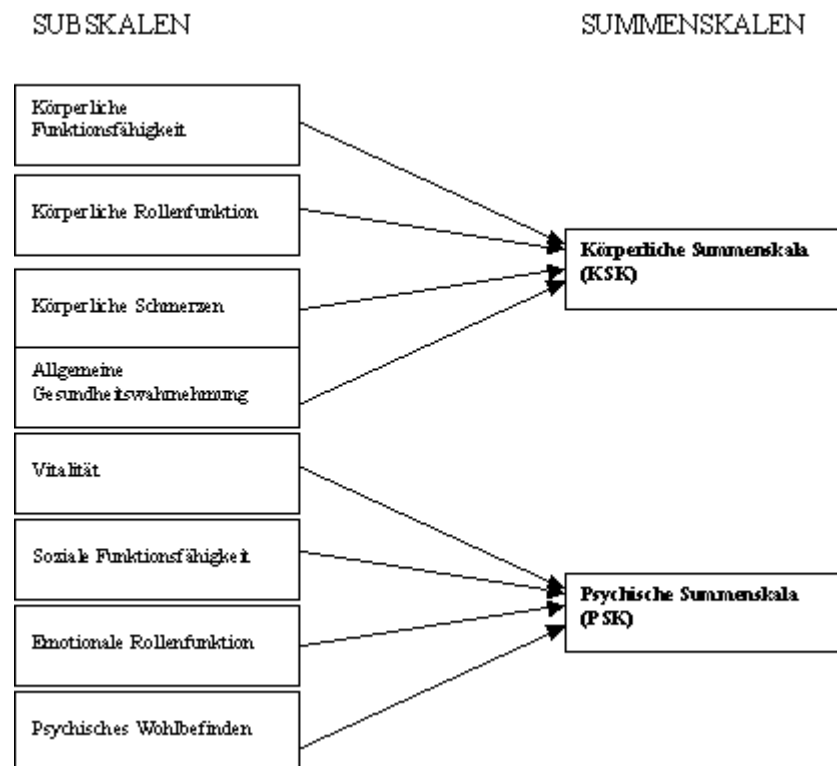 SUBSKALEN
SUMMENSKALEN
Körperliche
Funktionsfähigkeit
Körperliche Rollenfunktion
Körperliche Schmerzen
Allgemeine
Gesundheitswahrnehmung
Vitalität
Soziale Funktionsfähigkeit
Emotionale Rollenfunktion
Psychisches Wohlbefinden
Körperliche Summenskala
(KSK)
Psychische Summenskala
(PSK)